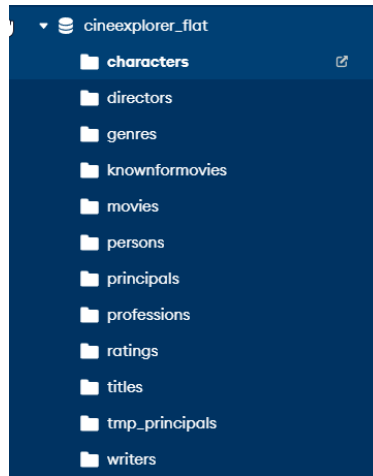 cineexplorer_flat
characters
directors
genres
knownformovies
movies
persons
principals
professions
ratings
titles
tmp_principals
writers